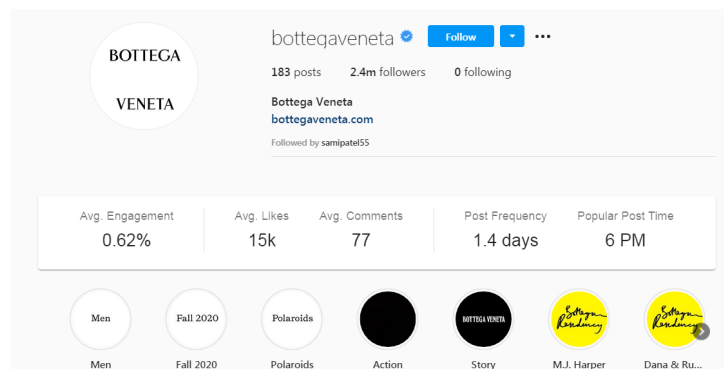 BOTTEGA
VENETA
bottegaveneta
Follow
183 posts 2.4m followers 0 following
Bottega Veneta
bottegaveneta.com
Followed by samipatel55
Avg. Engagement Avg. Likes Avg. Comments Post Frequency Popular Post Time
0.62% 15k 77 1.4 days 6 PM
Men Fall 2020 Polaroids BOTTEGA VENETA Bottega Residency Bottega Residency
Men Fall 2020 Polaroids Action Story M.J. Harper Dana & Ru...